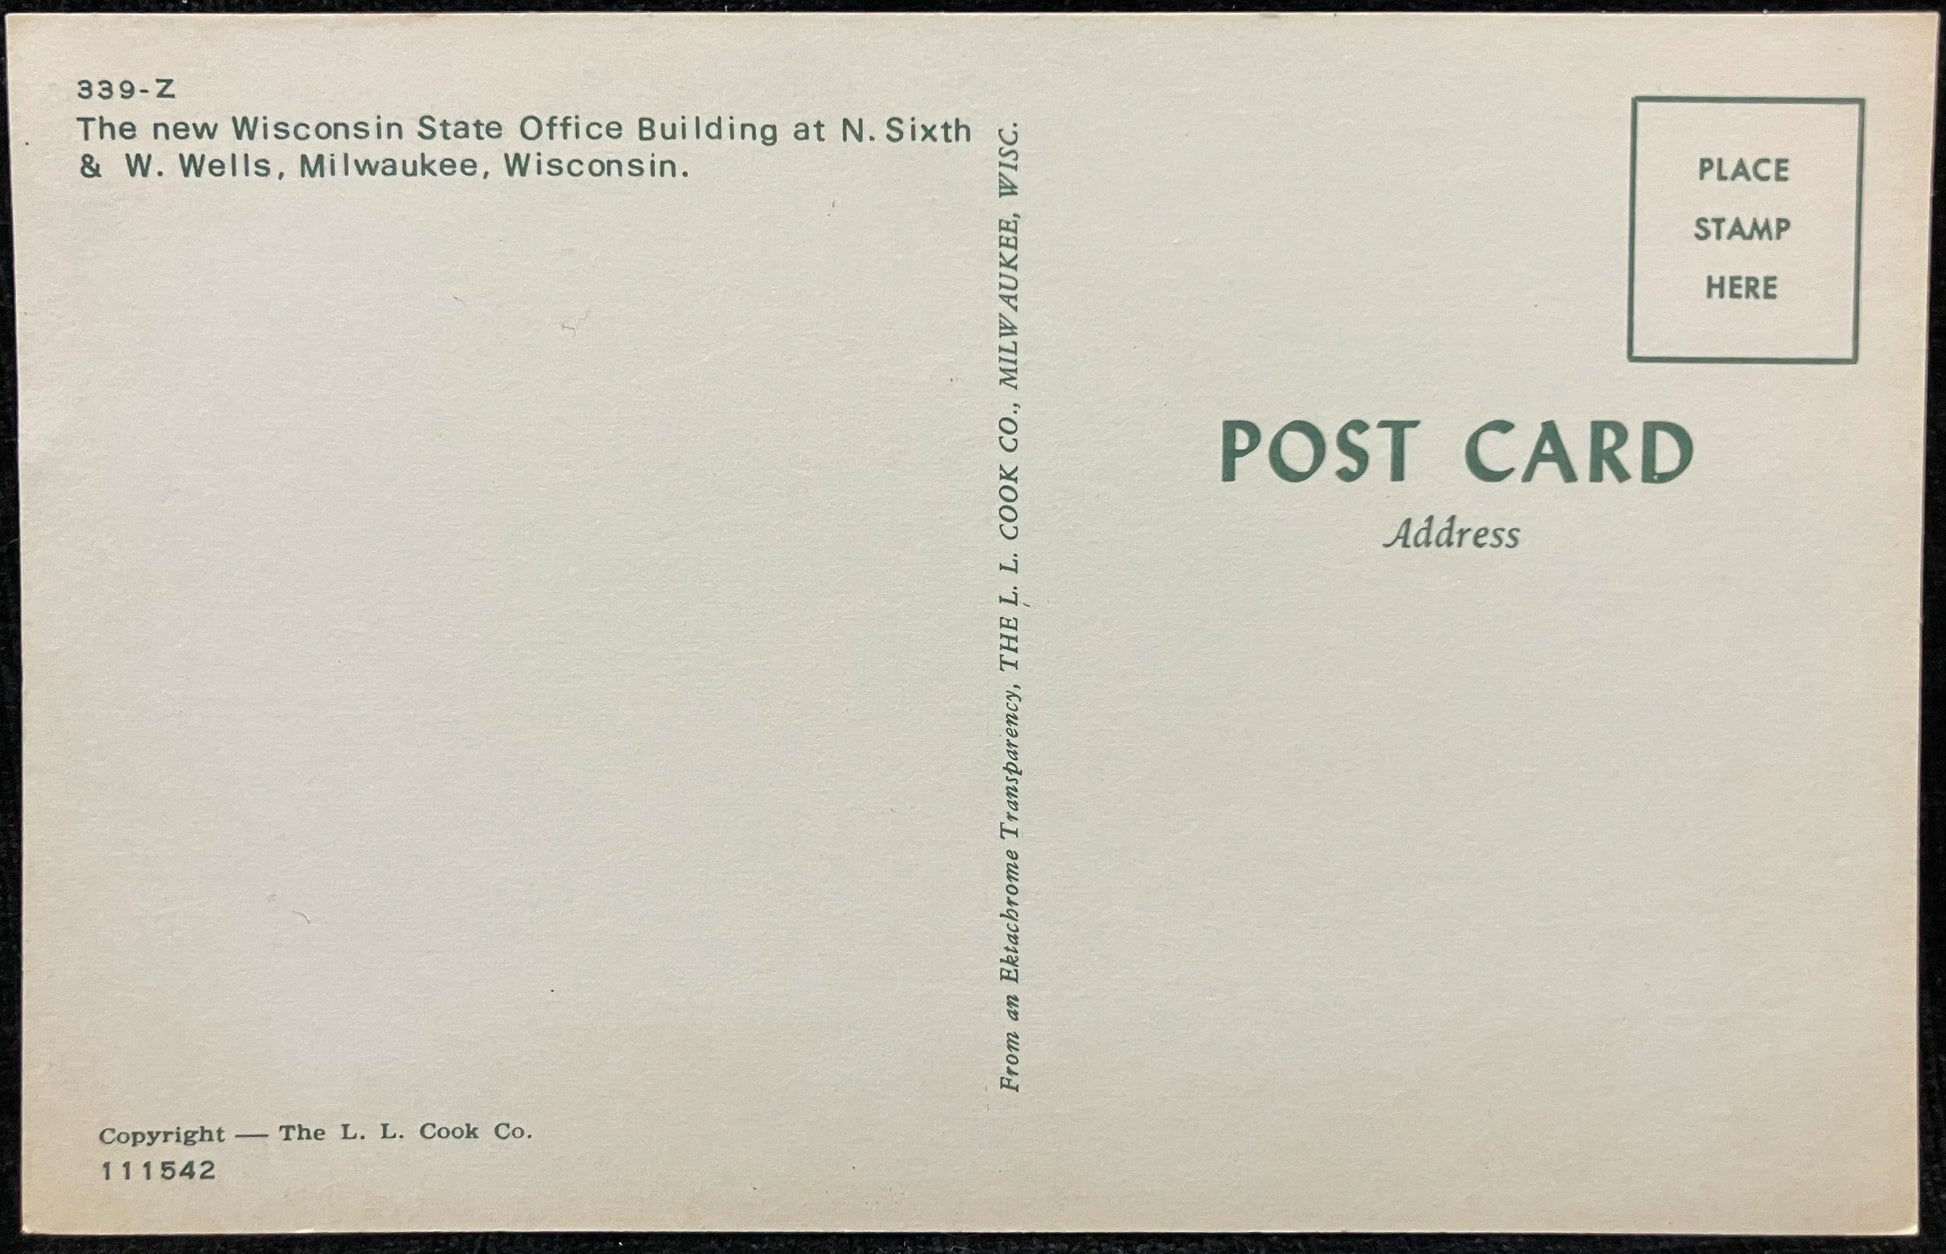 339-Z
The new Wisconsin State Office Building at N. Sixth
& W. Wells, Milwaukee, Wisconsin.
Copyright — The L. L. Cook Co.
111542
From an Ektachrome Transparency, THE L. L. COOK CO., MILWAUKEE, WISC.
PLACE
STAMP
HERE
POST CARD
Address